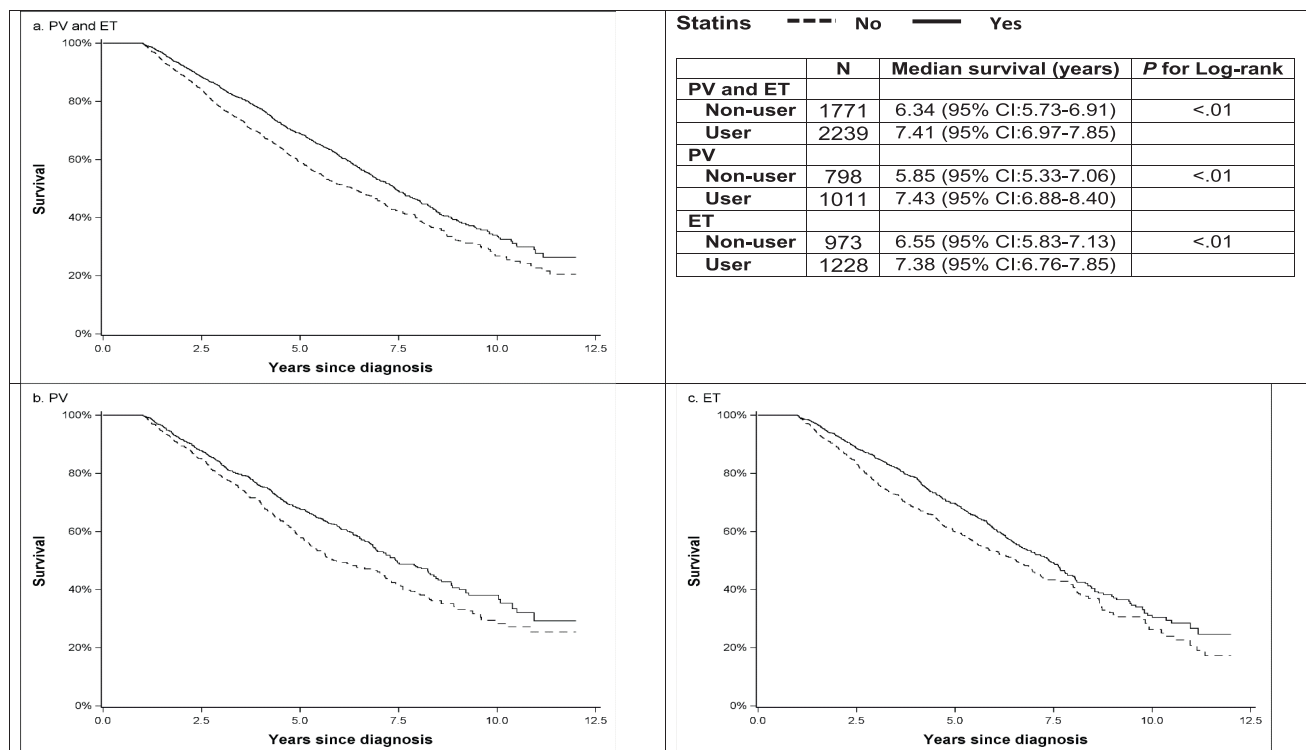 a. PV and ET
100%
80%
60%
40%
20%
0%
Survival
0.0 2.5 5.0 7.5 10.0 12.5
Years since diagnosis
Statins No Yes
N Median survival (years) P for Log-rank
PV and ET
Non-user 1771 6.34 (95% CI:5.73-6.91) <.01
User 2239 7.41 (95% CI:6.97-7.85)
PV
Non-user 798 5.85 (95% CI:5.33-7.06) <.01
User 1011 7.43 (95% CI:6.88-8.40)
ET
Non-user 973 6.55 (95% CI:5.83-7.13) <.01
User 1228 7.38 (95% CI:6.76-7.85)
b. PV
100%
80%
60%
40%
20%
0%
Survival
0.0 2.5 5.0 7.5 10.0 12.5
Years since diagnosis
c. ET
100%
80%
60%
40%
20%
0%
Survival
0.0 2.5 5.0 7.5 10.0 12.5
Years since diagnosis